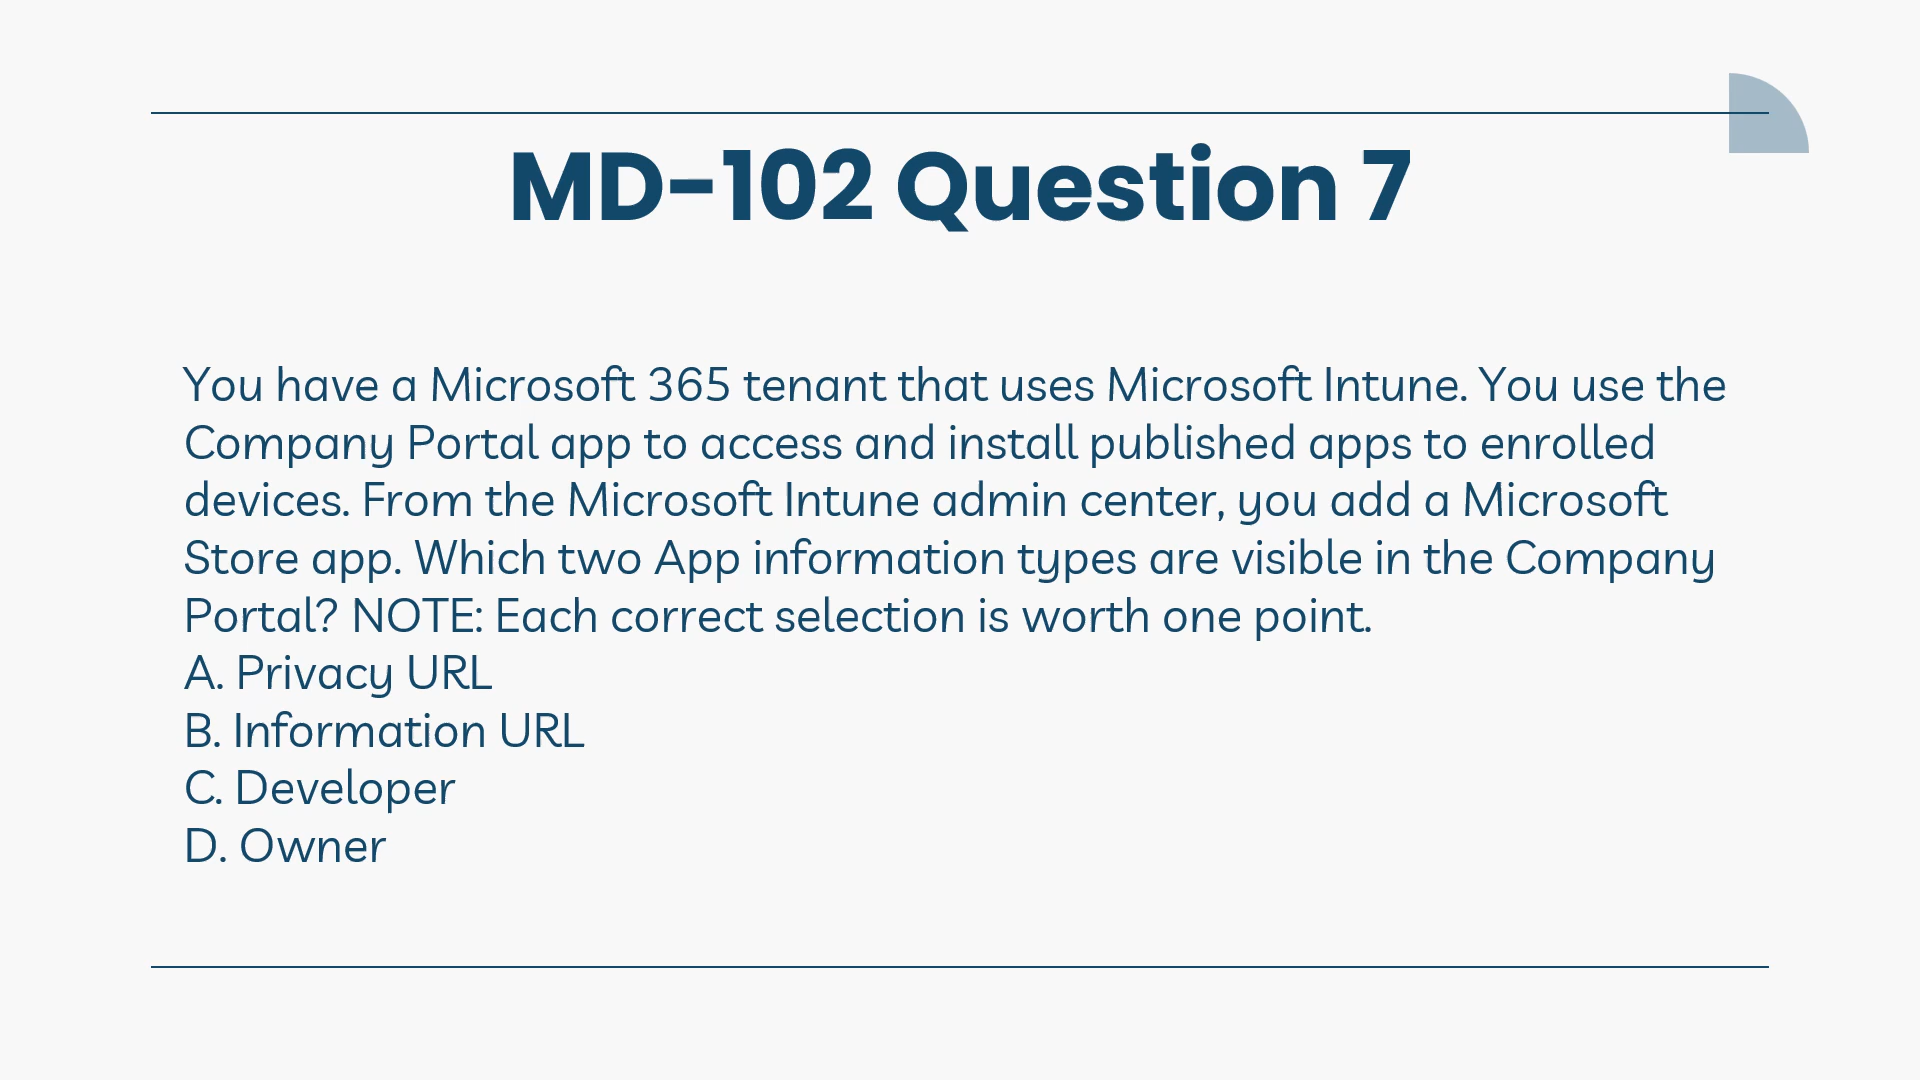 MD-102 Question 7
You have a Microsoft 365 tenant that uses Microsoft Intune. You use the
Company Portal app to access and install published apps to enrolled
devices. From the Microsoft Intune admin center, you add a Microsoft
Store app. Which two App information types are visible in the Company
Portal? NOTE: Each correct selection is worth one point.
A. Privacy URL
B. Information URL
C. Developer
D. Owner